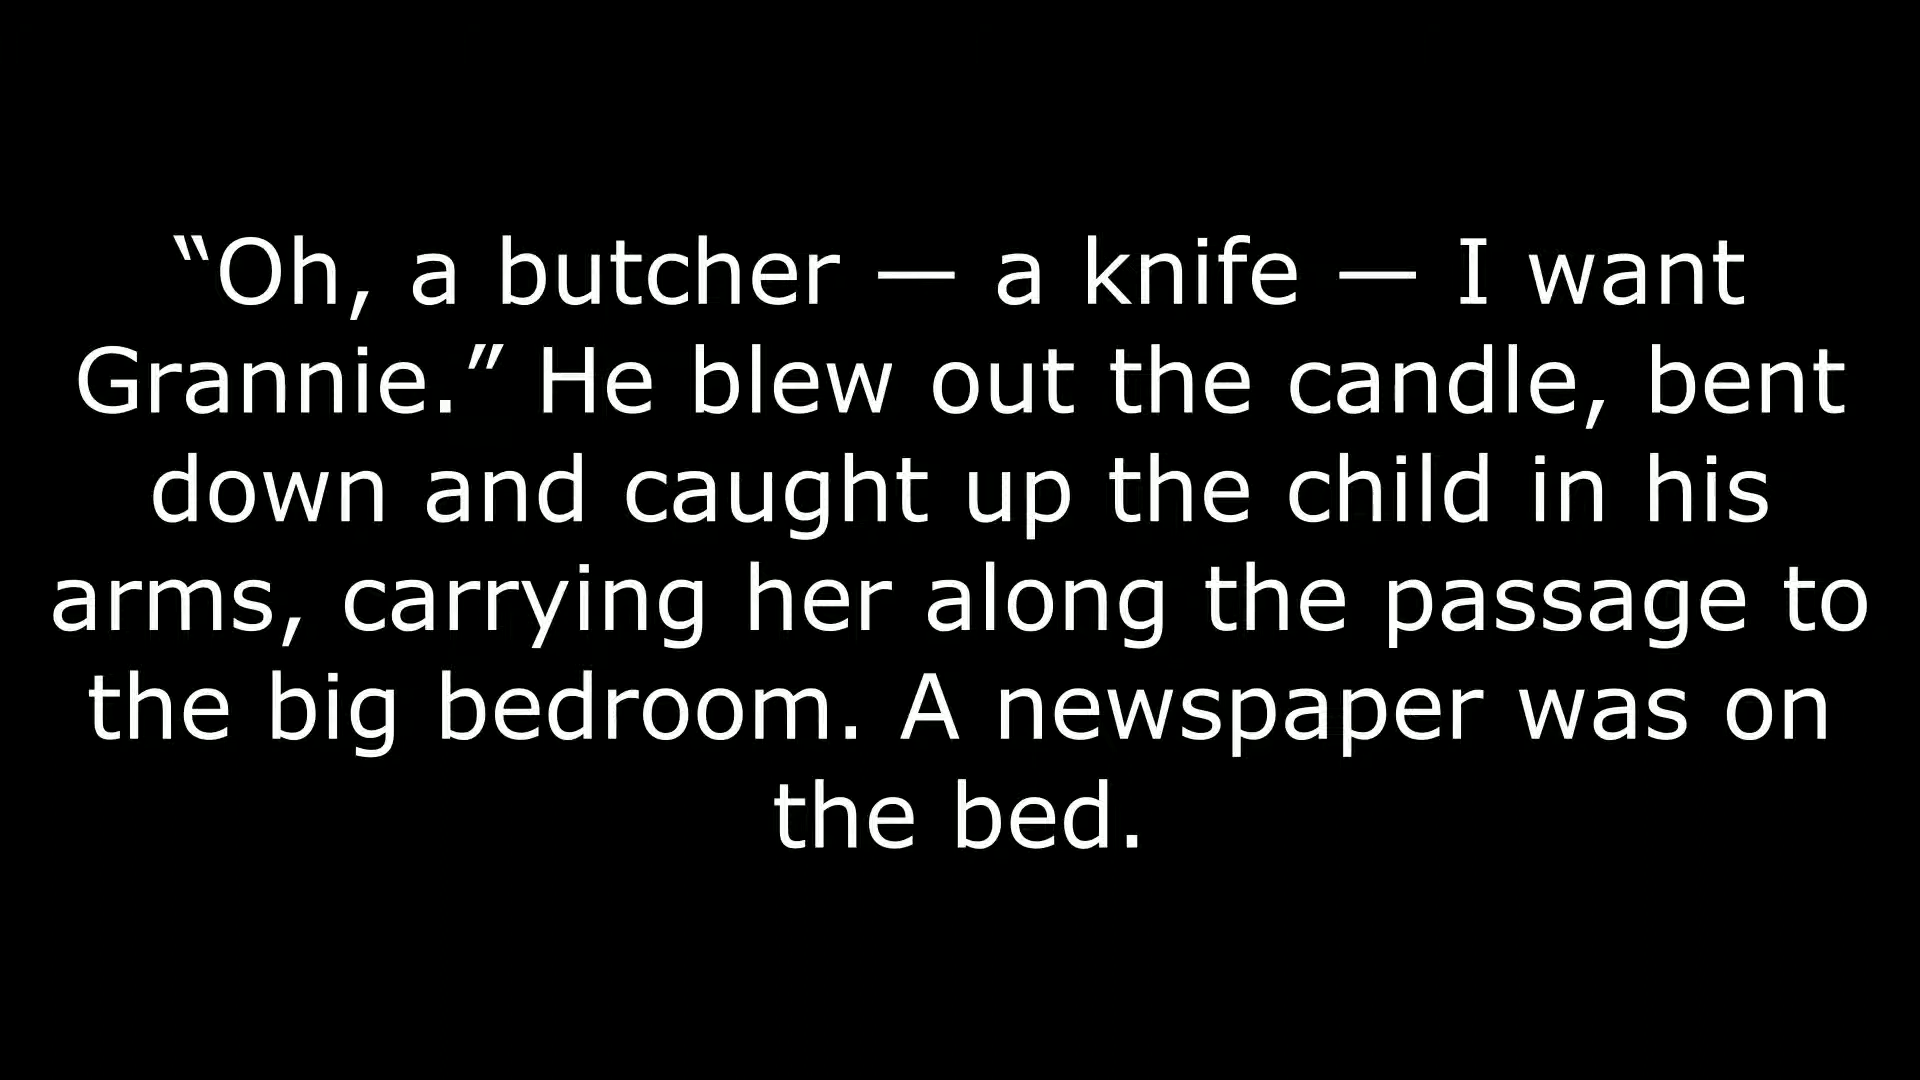 “Oh, a butcher — a knife — I want
Grannie.” He blew out the candle, bent
down and caught up the child in his
arms, carrying her along the passage to
the big bedroom. A newspaper was on
the bed.